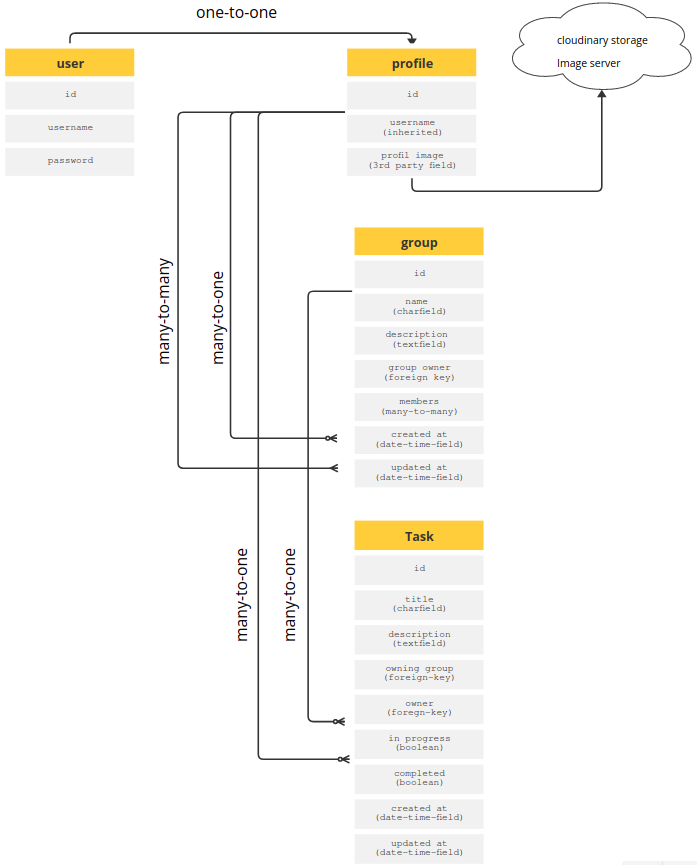 one-to-one
cloudinary storage
Image server
user
id
username
password
profile
id
username
(inherited)
profil image
(3rd party field)
many-to-many
many-to-one
group
id
name
(charfield)
description
(textfield)
group owner
(foreign key)
members
(many-to-many)
created at
(date-time-field)
updated at
(date-time-field)
many-to-one
many-to-one
Task
id
title
(charfield)
description
(textfield)
owning group
(foreign-key)
owner
(foregn-key)
in progress
(boolean)
completed
(boolean)
created at
(date-time-field)
updated at
(date-time-field)